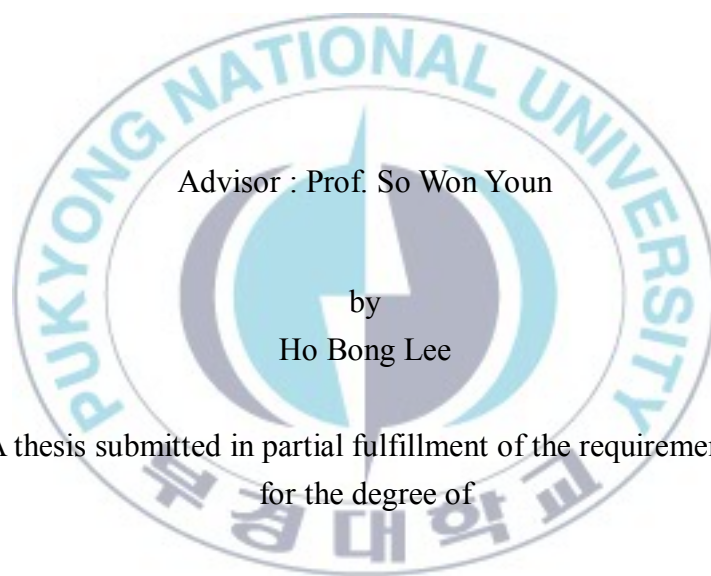 PUKYONG NATIONAL UNIVERSITY
Advisor : Prof. So Won Youn
by
Ho Bong Lee
A thesis submitted in partial fulfillment of the requiremen
for the degree of
부경대학교